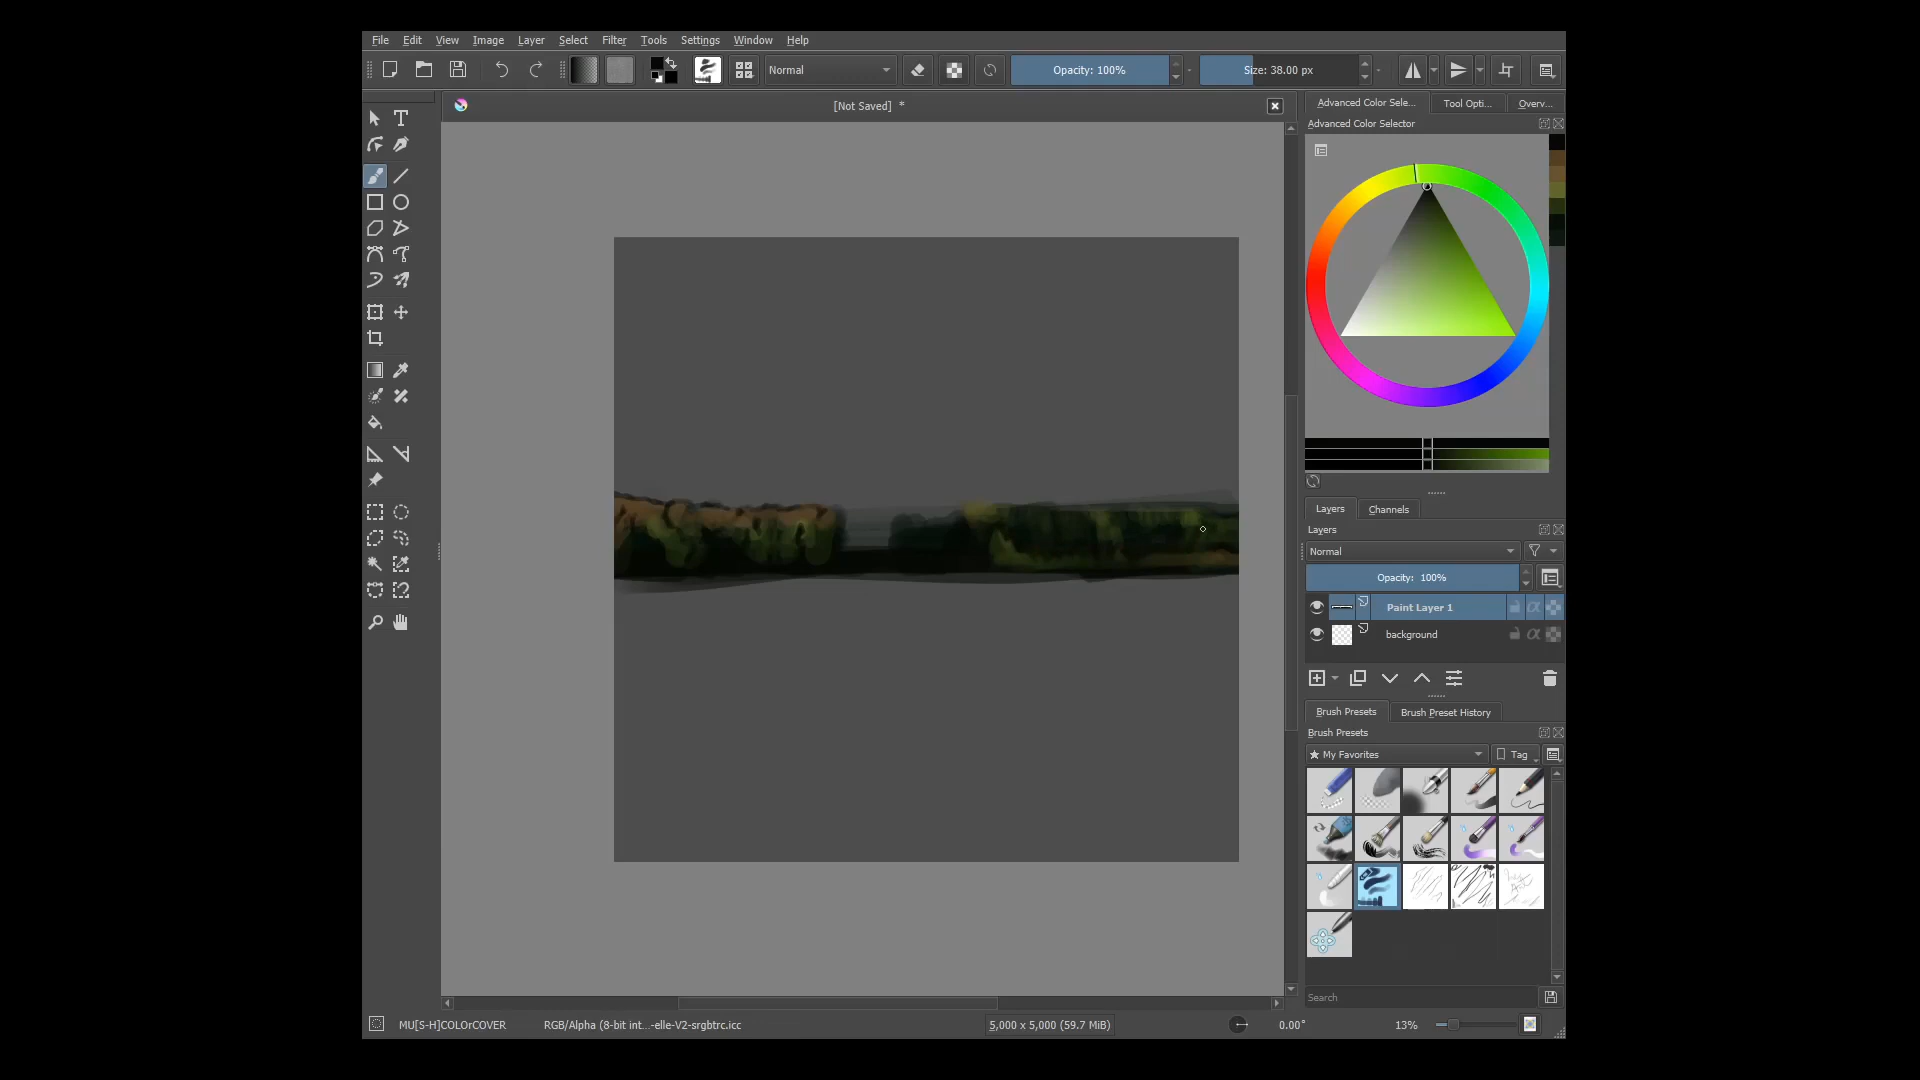 File Edit View Image Layer Select Filter Tools Settings Window Help
Normal Opacity: 100% Size: 38.00 px
[Not Saved] *
Advanced Color Sele... Tool Opti... Overv...
Advanced Color Selector
Layers Channels
Layers
Normal
Opacity: 100%
Paint Layer 1
background
Brush Presets Brush Preset History
Brush Presets
★ My Favorites Tag
Search
MU[S-H]COLOrCOVER RGB/Alpha (8-bit int...-elle-V2-srgbtrc.icc 5,000 x 5,000 (59.7 MiB) 0.00° 13%